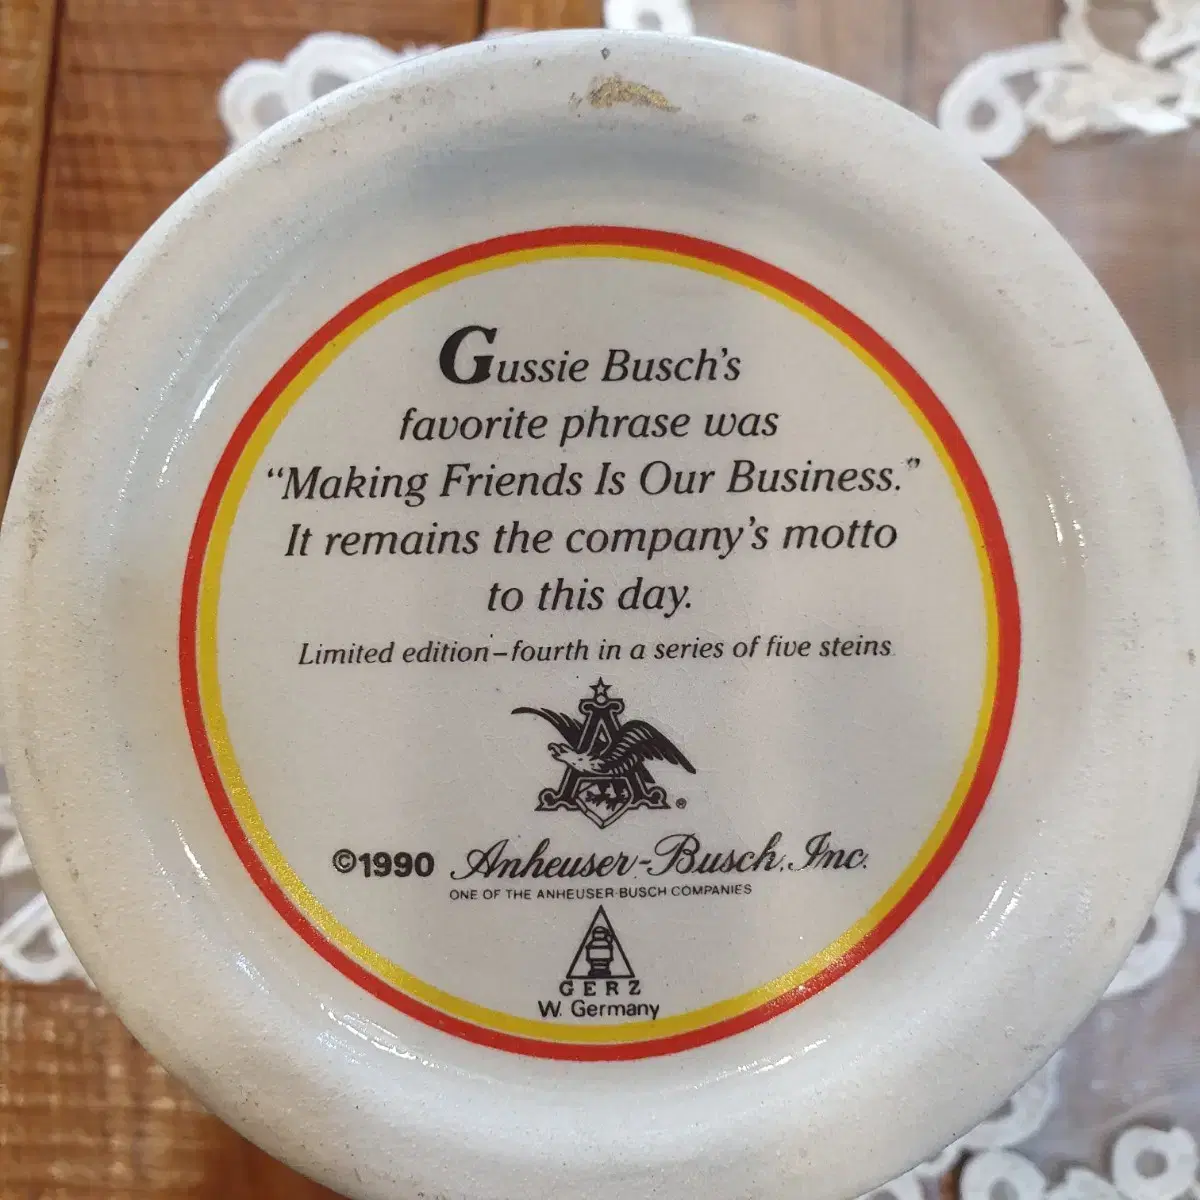 Gussie Busch's
favorite phrase was
“Making Friends Is Our Business.”
It remains the company's motto
to this day.
Limited edition–fourth in a series of five steins
A
®
©1990 Anheuser-Busch, Inc.
ONE OF THE ANHEUSER-BUSCH COMPANIES
GERZ
W. Germany